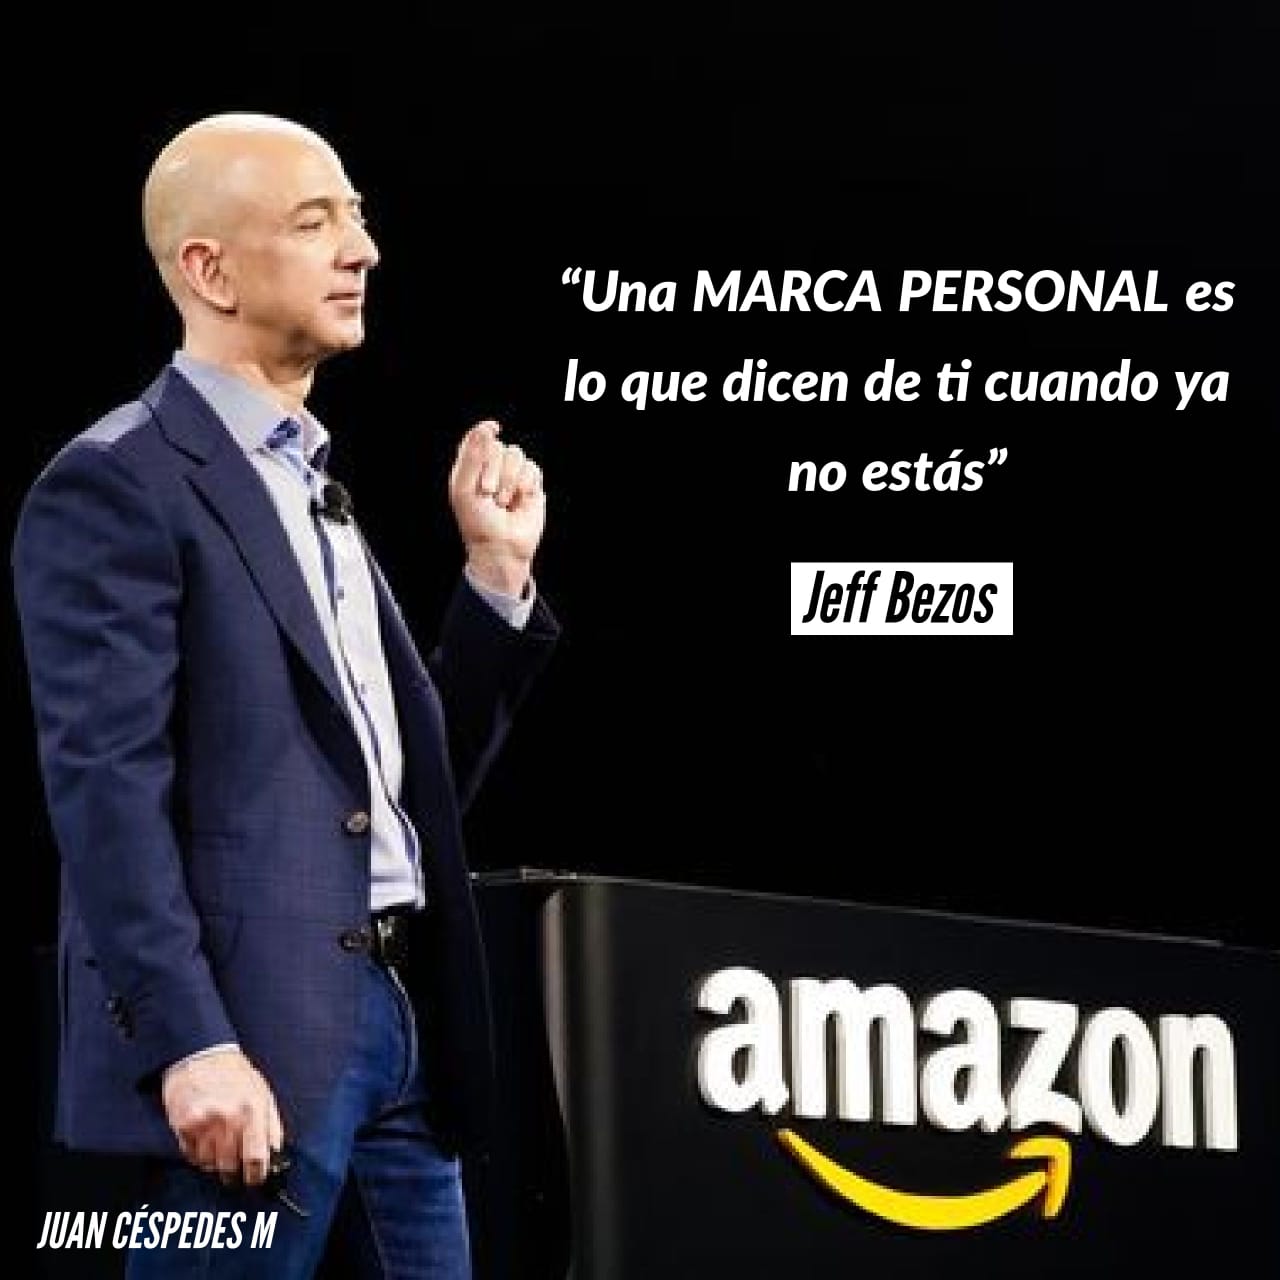 “Una MARCA PERSONAL es
lo que dicen de ti cuando ya
no estás”
Jeff Bezos
amazon
JUAN CÉSPEDES M